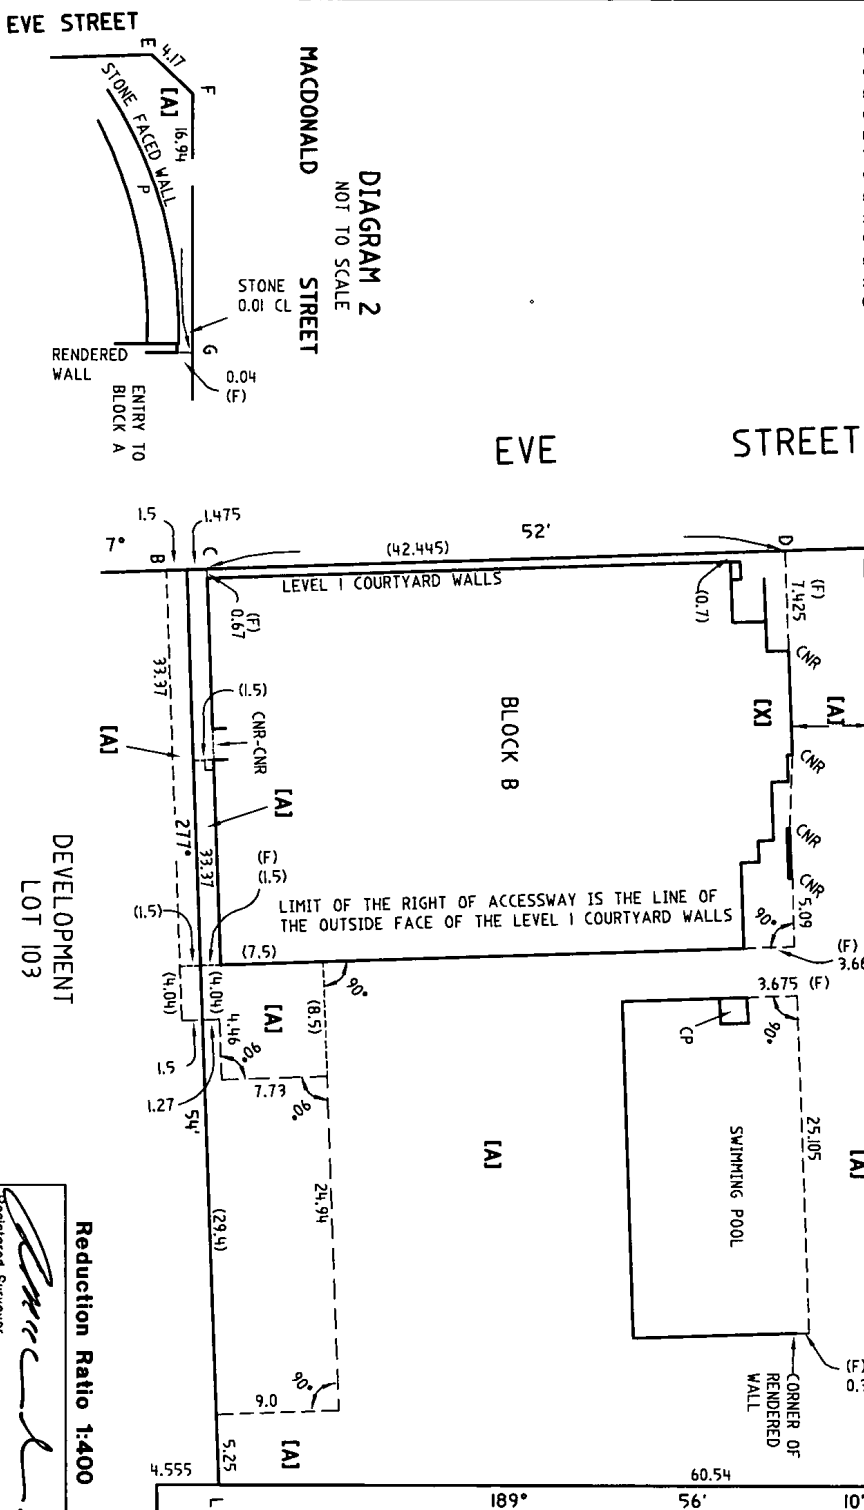 EVE STREET
E
4.17
F
[A]
16.94
STONE FACED WALL
P
MACDONALD STREET
DIAGRAM 2
NOT TO SCALE
STONE
0.01 CL
G
RENDERED
WALL
0.04
(F)
ENTRY TO
BLOCK A
EVE STREET
1.5
1.475
7°
B
C
(42.445)
52'
D
LEVEL 1 COURTYARD WALLS
(F)
0.67
(0.7)
(F)
7.425
CNR
33.37
(1.5)
CNR-CNR
BLOCK B
[X]
[A]
CNR
[A]
[A]
277°
33.37
CNR
(F)
(1.5)
LIMIT OF THE RIGHT OF ACCESSWAY IS THE LINE OF
THE OUTSIDE FACE OF THE LEVEL 1 COURTYARD WALLS
CNR
5.09
90°
(F)
DEVELOPMENT
LOT 103
(1.5)
(7.5)
(4.04)
(4.04)
4.46
[A]
(8.5)
90°
3.675 (F)
90°
CP
1.5
1.27
90°
7.73
90°
54'
[A]
SWIMMING POOL
25.105
[A]
(29.4)
24.94
90°
9.0
5.25
[A]
CORNER OF
RENDERED
WALL
(F)
Reduction Ratio 1:400
Registered Surveyor
4.555
L
60.54
189°
56'